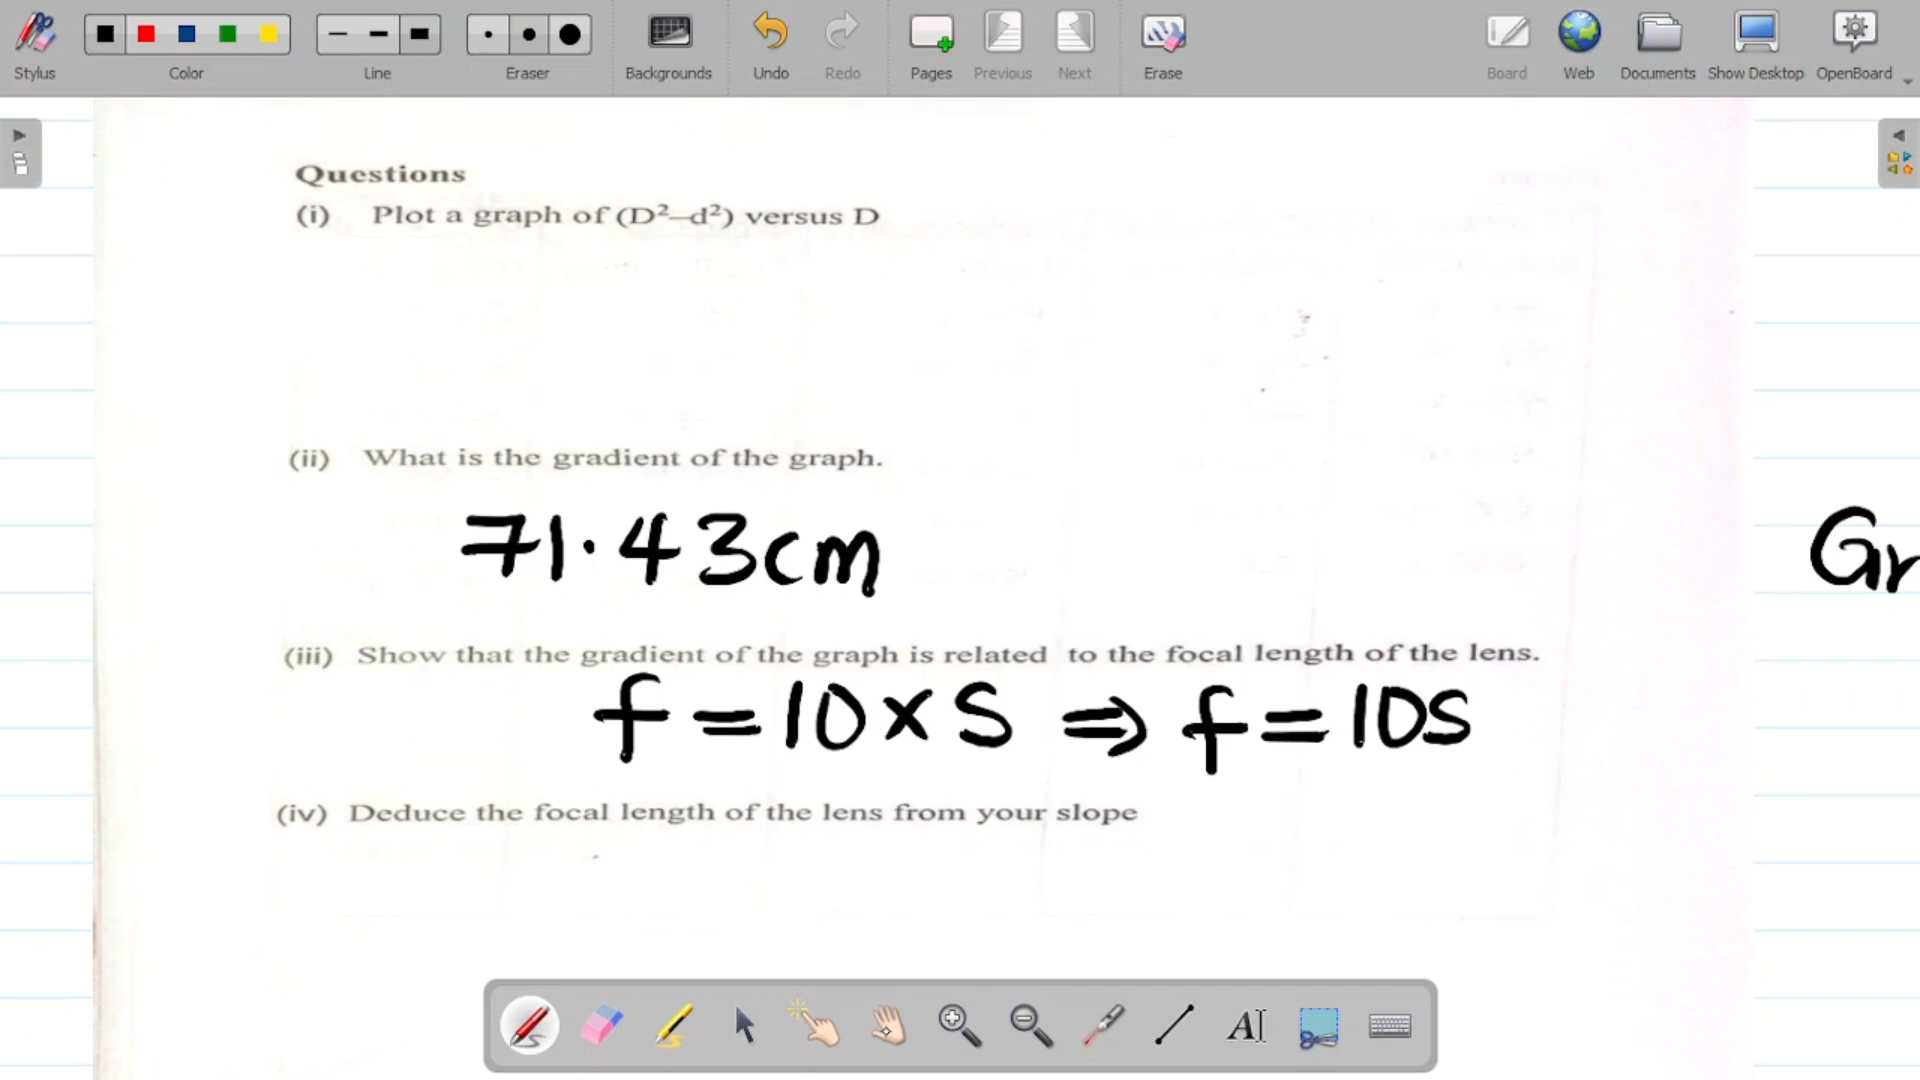 Stylus
Color
Line
Eraser
Backgrounds
Undo
Redo
Pages
Previous
Next
Erase
Board
Web
Documents
Show Desktop
OpenBoard
Questions
(i) Plot a graph of (D²–d²) versus D
(ii) What is the gradient of the graph.
71.43cm
Gr
(iii) Show that the gradient of the graph is related to the focal length of the lens.
f = 10 × S ⇒ f = 10S
(iv) Deduce the focal length of the lens from your slope